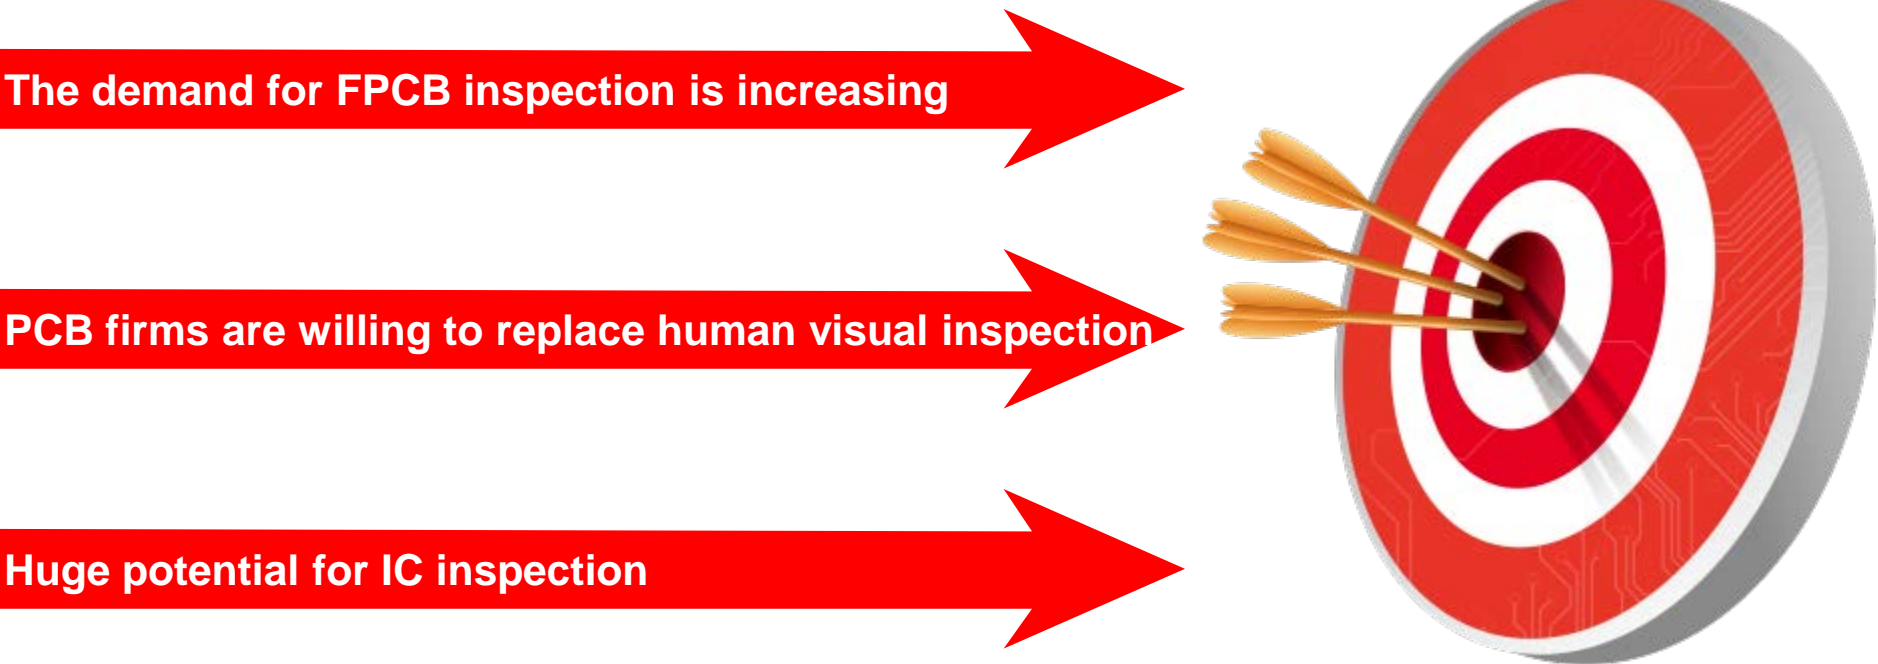 The demand for FPCB inspection is increasing
PCB firms are willing to replace human visual inspection
Huge potential for IC inspection